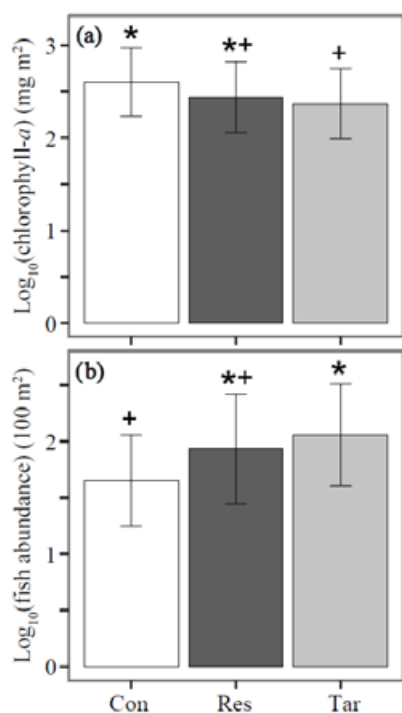 (a)
*
*+
+
3
2
1
0
Log₁₀(chlorophyll-a) (mg m²)
(b)
+
*+
*
2
1
0
Log₁₀(fish abundance) (100 m²)
Con Res Tar